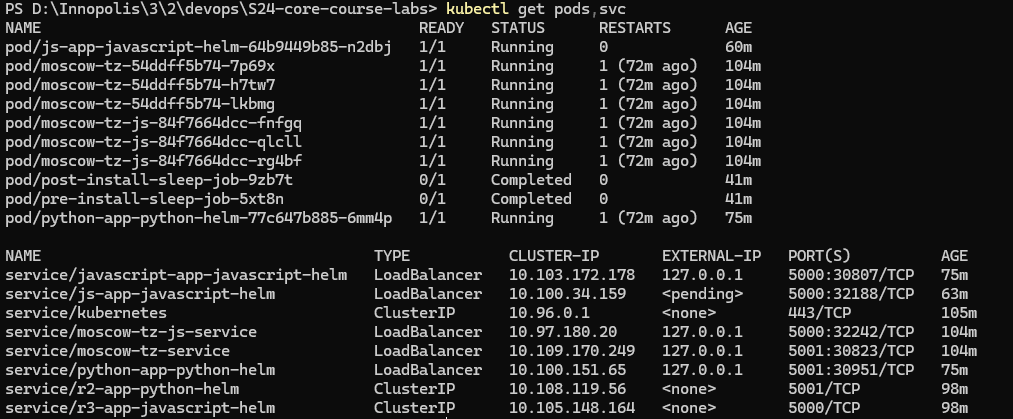 PS D:\Innopolis\3\2\devops\S24-core-course-labs> kubectl get pods,svc
NAME READY STATUS RESTARTS AGE
pod/js-app-javascript-helm-64b9449b85-n2dbj 1/1 Running 0 60m
pod/moscow-tz-54ddff5b74-7p69x 1/1 Running 1 (72m ago) 104m
pod/moscow-tz-54ddff5b74-h7tw7 1/1 Running 1 (72m ago) 104m
pod/moscow-tz-54ddff5b74-lkbmg 1/1 Running 1 (72m ago) 104m
pod/moscow-tz-js-84f7664dcc-fnfgq 1/1 Running 1 (72m ago) 104m
pod/moscow-tz-js-84f7664dcc-qlcll 1/1 Running 1 (72m ago) 104m
pod/moscow-tz-js-84f7664dcc-rg4bf 1/1 Running 1 (72m ago) 104m
pod/post-install-sleep-job-9zb7t 0/1 Completed 0 41m
pod/pre-install-sleep-job-5xt8n 0/1 Completed 0 41m
pod/python-app-python-helm-77c647b885-6mm4p 1/1 Running 1 (72m ago) 75m
NAME TYPE CLUSTER-IP EXTERNAL-IP PORT(S) AGE
service/javascript-app-javascript-helm LoadBalancer 10.103.172.178 127.0.0.1 5000:30807/TCP 75m
service/js-app-javascript-helm LoadBalancer 10.100.34.159 <pending> 5000:32188/TCP 63m
service/kubernetes ClusterIP 10.96.0.1 <none> 443/TCP 105m
service/moscow-tz-js-service LoadBalancer 10.97.180.20 127.0.0.1 5000:32242/TCP 104m
service/moscow-tz-service LoadBalancer 10.109.170.249 127.0.0.1 5001:30823/TCP 104m
service/python-app-python-helm LoadBalancer 10.100.151.65 127.0.0.1 5001:30951/TCP 75m
service/r2-app-python-helm ClusterIP 10.108.119.56 <none> 5001/TCP 98m
service/r3-app-javascript-helm ClusterIP 10.105.148.164 <none> 5000/TCP 98m